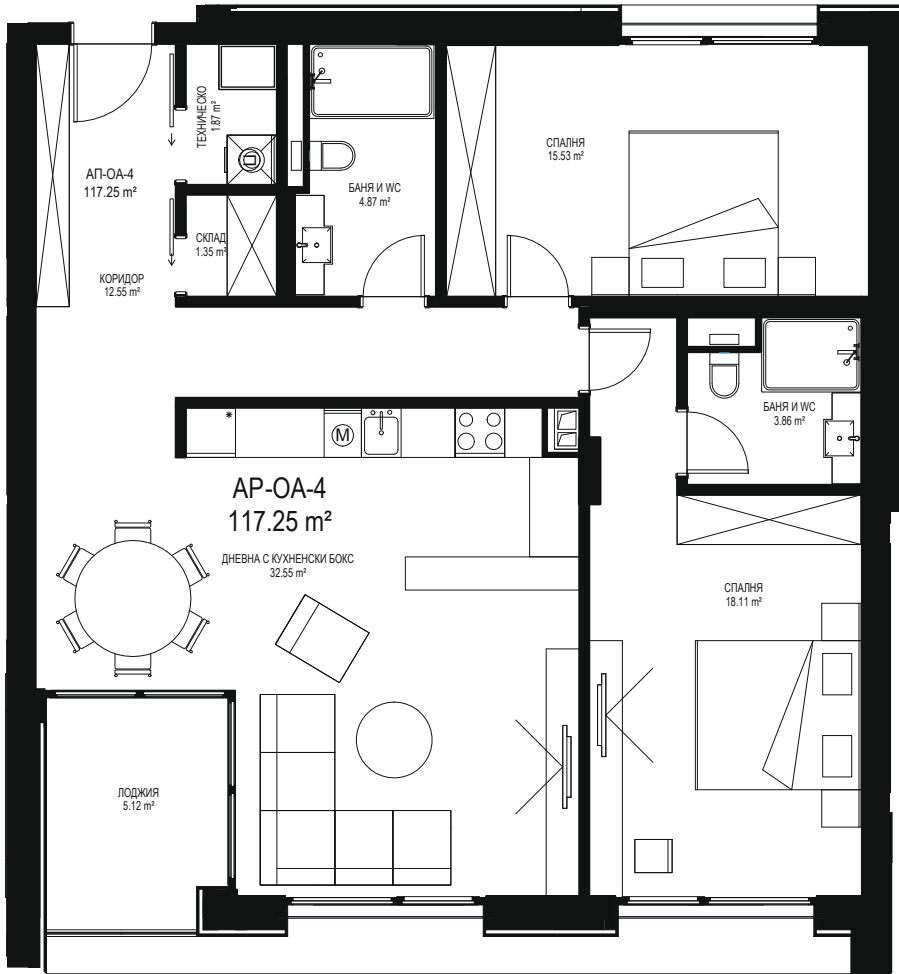 ТЕХНИЧЕСКО
1.87 m²
СПАЛНЯ
15.53 m²
АП-ОА-4
117.25 m²
БАНЯ И WC
4.87 m²
СКЛАД
1.35 m²
КОРИДОР
12.55 m²
БАНЯ И WC
3.86 m²
*
M
АР-ОА-4
117.25 m²
ДНЕВНА С КУХНЕНСКИ БОКС
32.55 m²
СПАЛНЯ
18.11 m²
ЛОДЖИЯ
5.12 m²